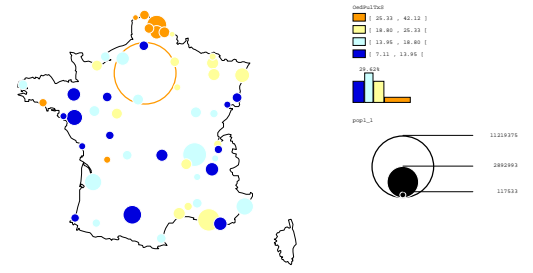 OedPulTxS
[ 25.33 , 42.12 ]
[ 18.80 , 25.33 ]
[ 13.95 , 18.80 ]
[ 7.11 , 13.95 ]
29.62%
pop1_1
11219375
2892993
117533